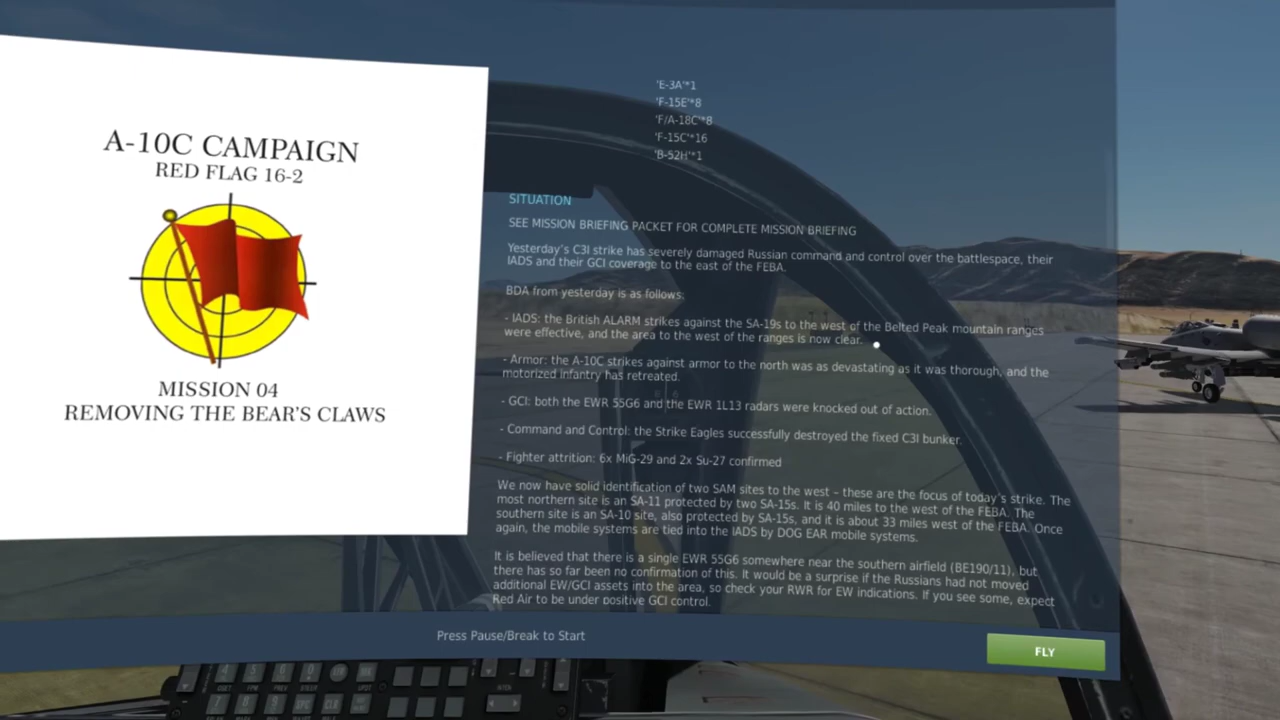 A-10C CAMPAIGN
RED FLAG 16-2
MISSION 04
REMOVING THE BEAR'S CLAWS
'E-3A'*1
'F-15E'*8
'F/A-18C'*8
'F-15C'*16
'B-52H'*1
SITUATION
SEE MISSION BRIEFING PACKET FOR COMPLETE MISSION BRIEFING
Yesterday's C3I strike has severely damaged Russian command and control over the battlespace, their
IADS and their GCI coverage to the east of the FEBA.
BDA from yesterday is as follows:
- IADS: the British ALARM strikes against the SA-19s to the west of the Belted Peak mountain ranges
were effective, and the area to the west of the ranges is now clear.
- Armor: the A-10C strikes against armor to the north was as devastating as it was thorough, and the
motorized infantry has retreated.
- GCI: both the EWR 55G6 and the EWR 1L13 radars were knocked out of action.
- Command and Control: the Strike Eagles successfully destroyed the fixed C3I bunker.
- Fighter attrition: 6x MiG-29 and 2x Su-27 confirmed
We now have solid identification of two SAM sites to the west – these are the focus of today's strike. The
most northern site is an SA-11 protected by two SA-15s. It is 40 miles to the west of the FEBA. The
southern site is an SA-10 site, also protected by SA-15s, and it is about 33 miles west of the FEBA. Once
again, the mobile systems are tied into the IADS by DOG EAR mobile systems.
It is believed that there is a single EWR 55G6 somewhere near the southern airfield (BE190/11), but
there has so far been no confirmation of this. It would be a surprise if the Russians had not moved
additional EW/GCI assets into the area, so check your RWR for EW indications. If you see some, expect
Red Air to be under positive GCI control.
Press Pause/Break to Start
FLY